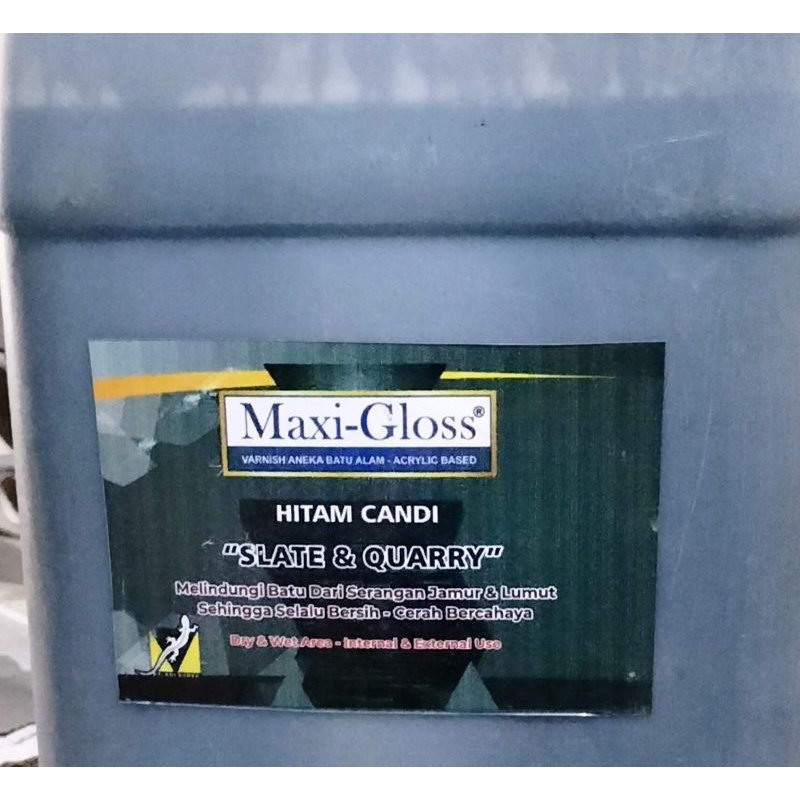 Maxi-Gloss®
VARNISH ANEKA BATU ALAM - ACRYLIC BASED
HITAM CANDI
"SLATE & QUARRY"
Melindungi Batu Dari Serangan Jamur & Lumut
Sehingga Selalu Bersih - Cerah Bercahaya
Dry & Wet Area - Internal & External Use